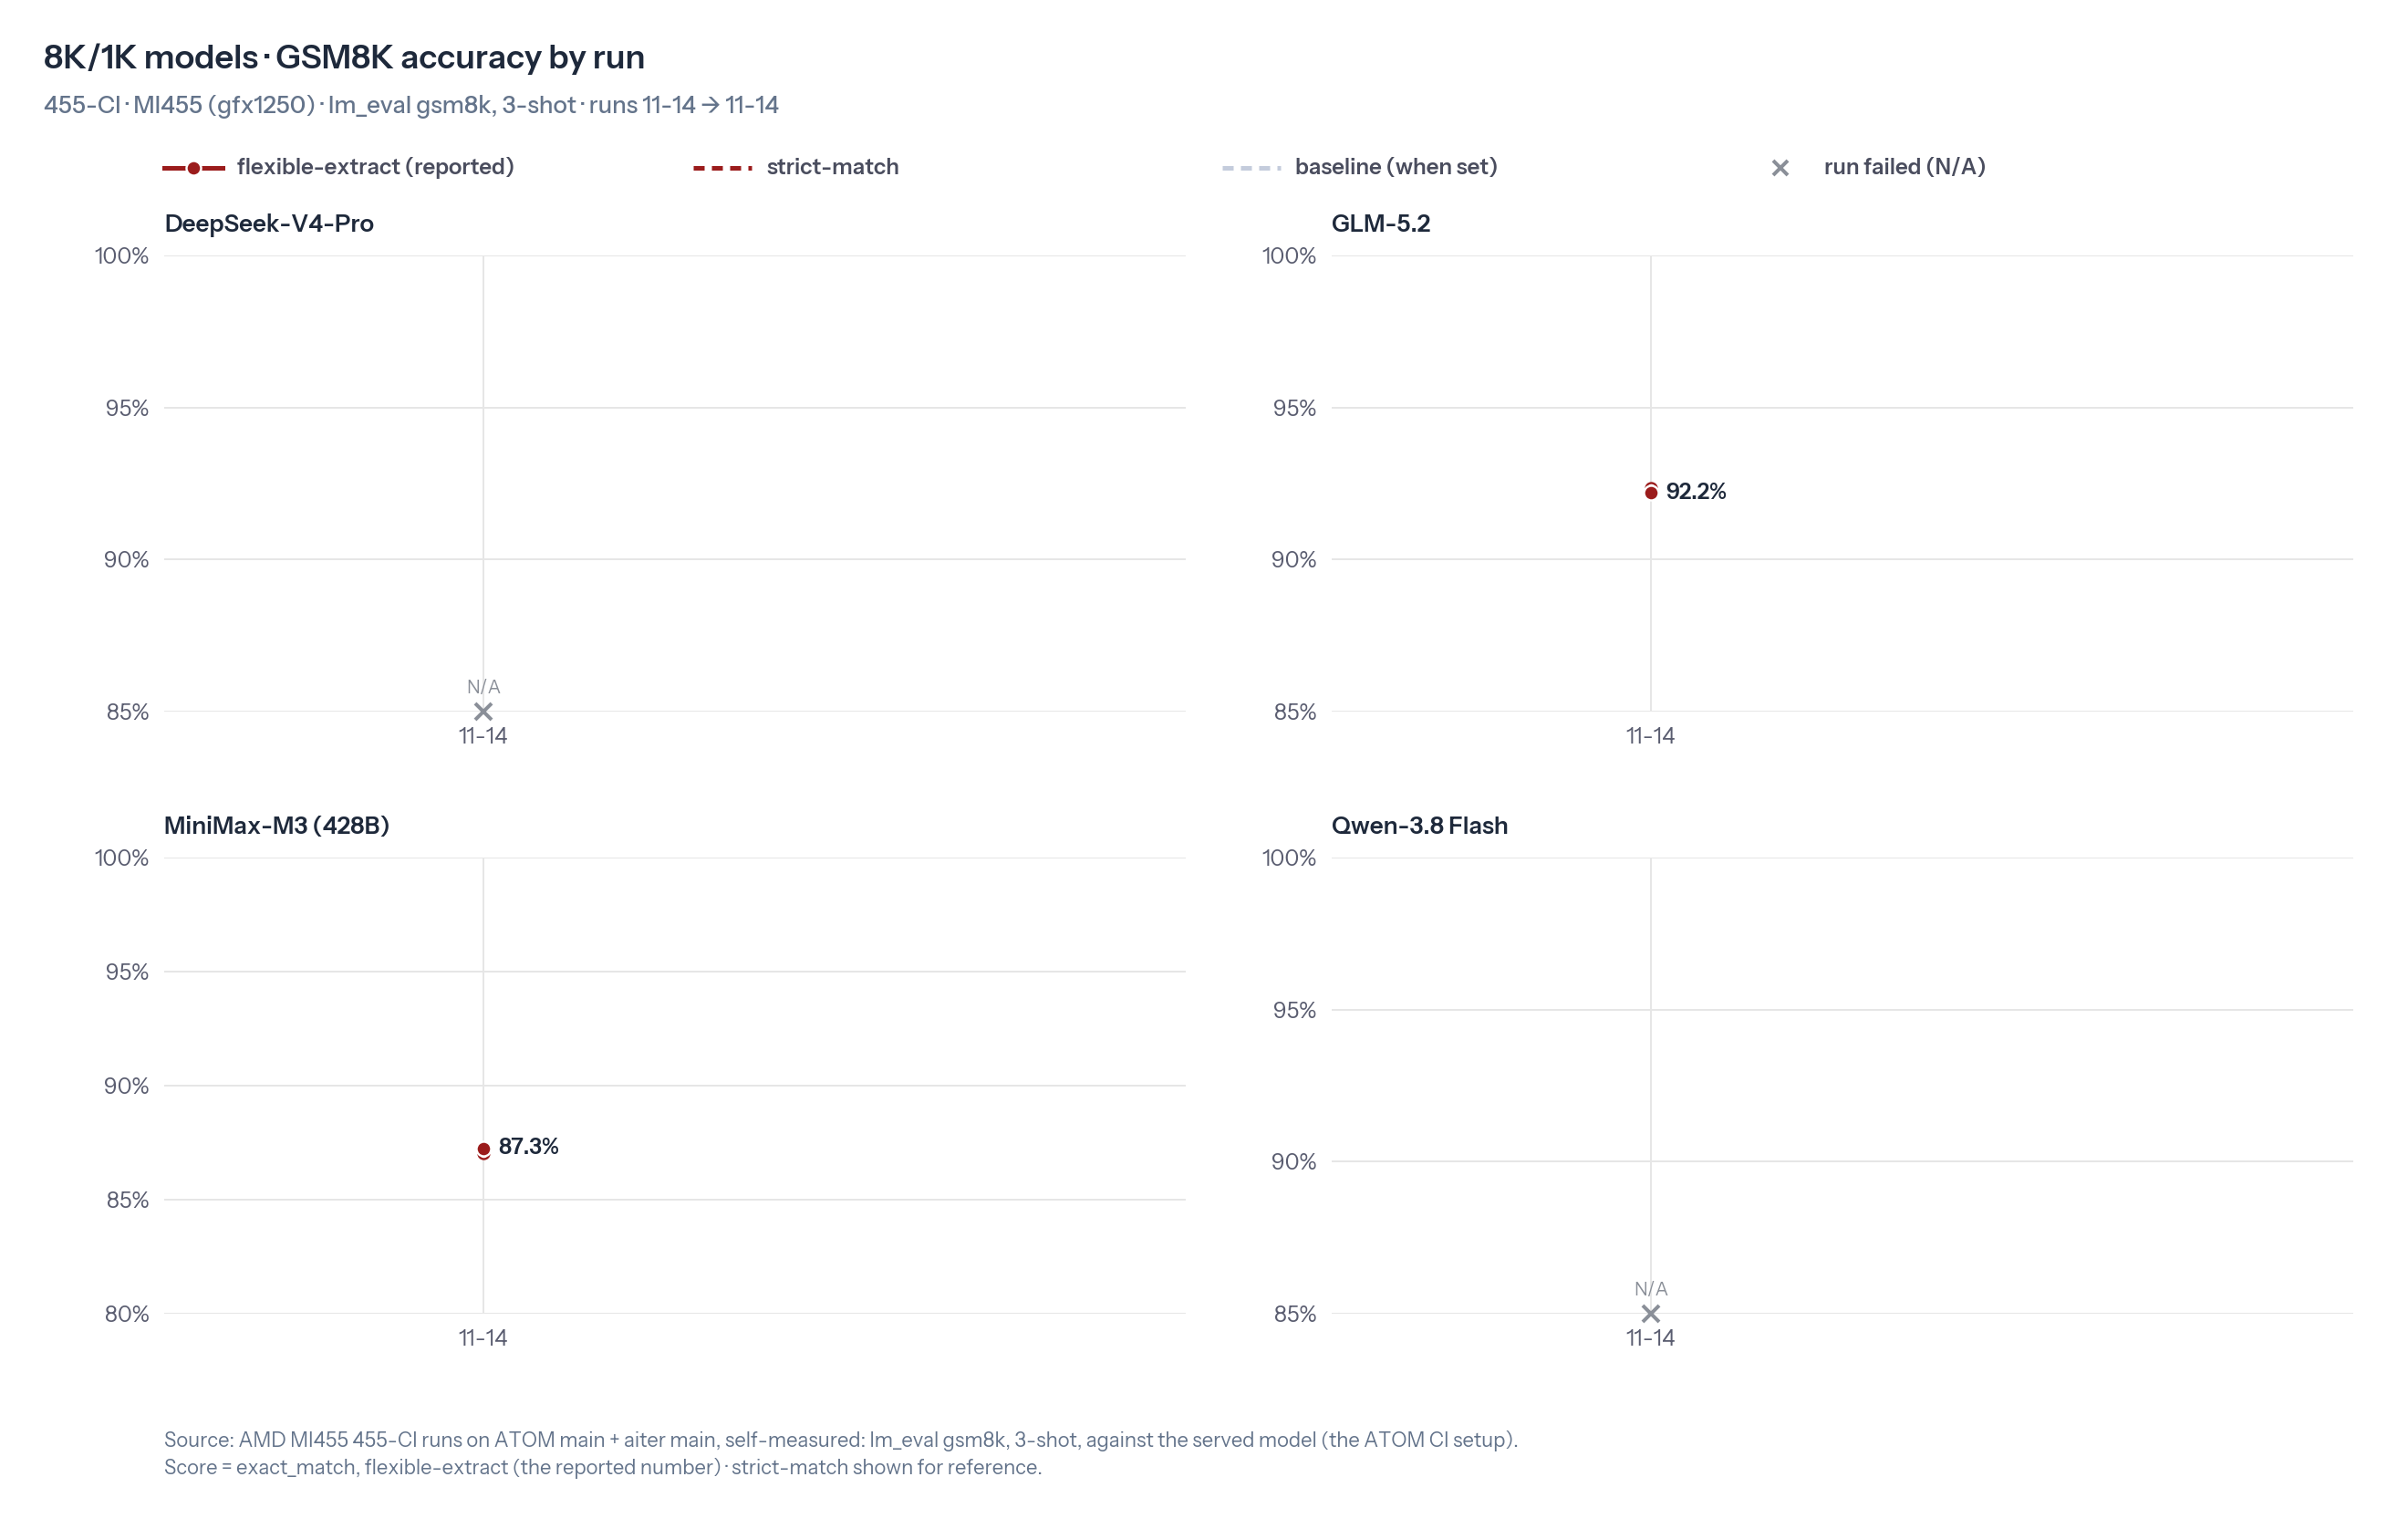 8K/1K models · GSM8K accuracy by run
455-CI · MI455 (gfx1250) · lm_eval gsm8k, 3-shot · runs 11-14 → 11-14
flexible-extract (reported)
strict-match
baseline (when set)
run failed (N/A)
DeepSeek-V4-Pro
100%
95%
90%
85%
N/A
11-14
GLM-5.2
100%
95%
90%
85%
92.2%
11-14
MiniMax-M3 (428B)
100%
95%
90%
85%
80%
87.3%
11-14
Qwen-3.8 Flash
100%
95%
90%
85%
N/A
11-14
Source: AMD MI455 455-CI runs on ATOM main + aiter main, self-measured: lm_eval gsm8k, 3-shot, against the served model (the ATOM CI setup).
Score = exact_match, flexible-extract (the reported number) · strict-match shown for reference.